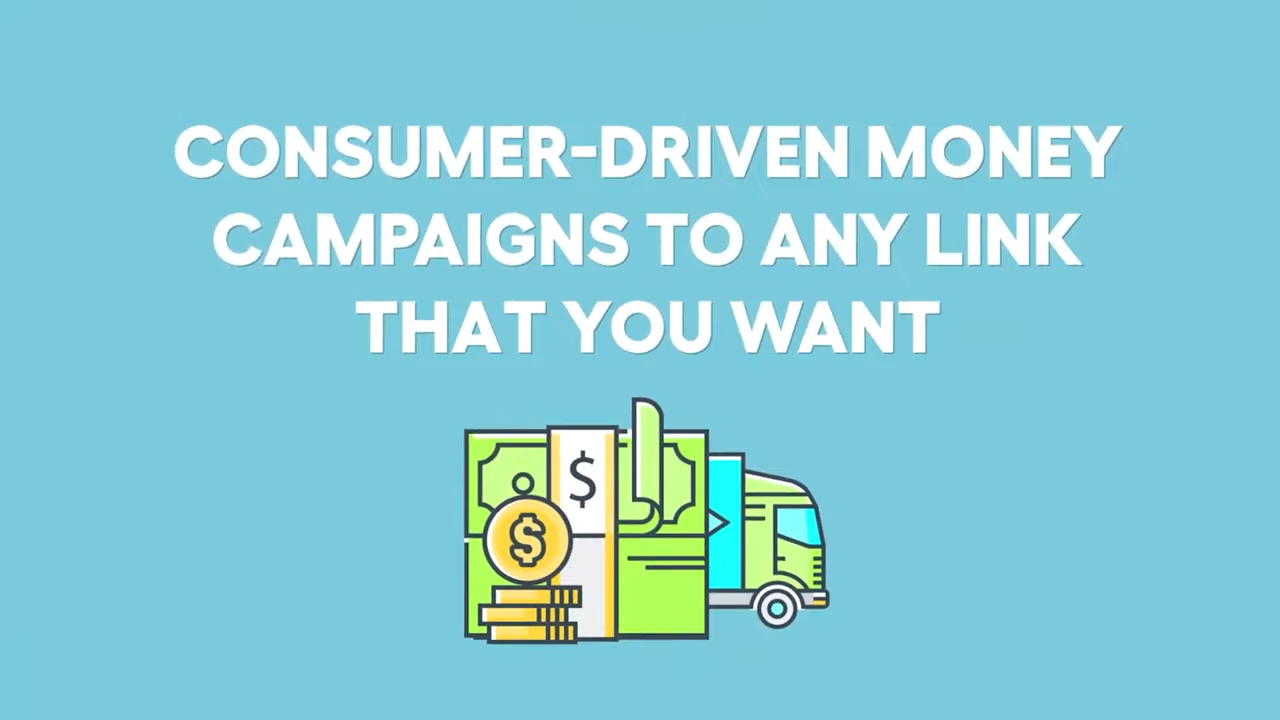 CONSUMER-DRIVEN MONEY
CAMPAIGNS TO ANY LINK
THAT YOU WANT
$
$